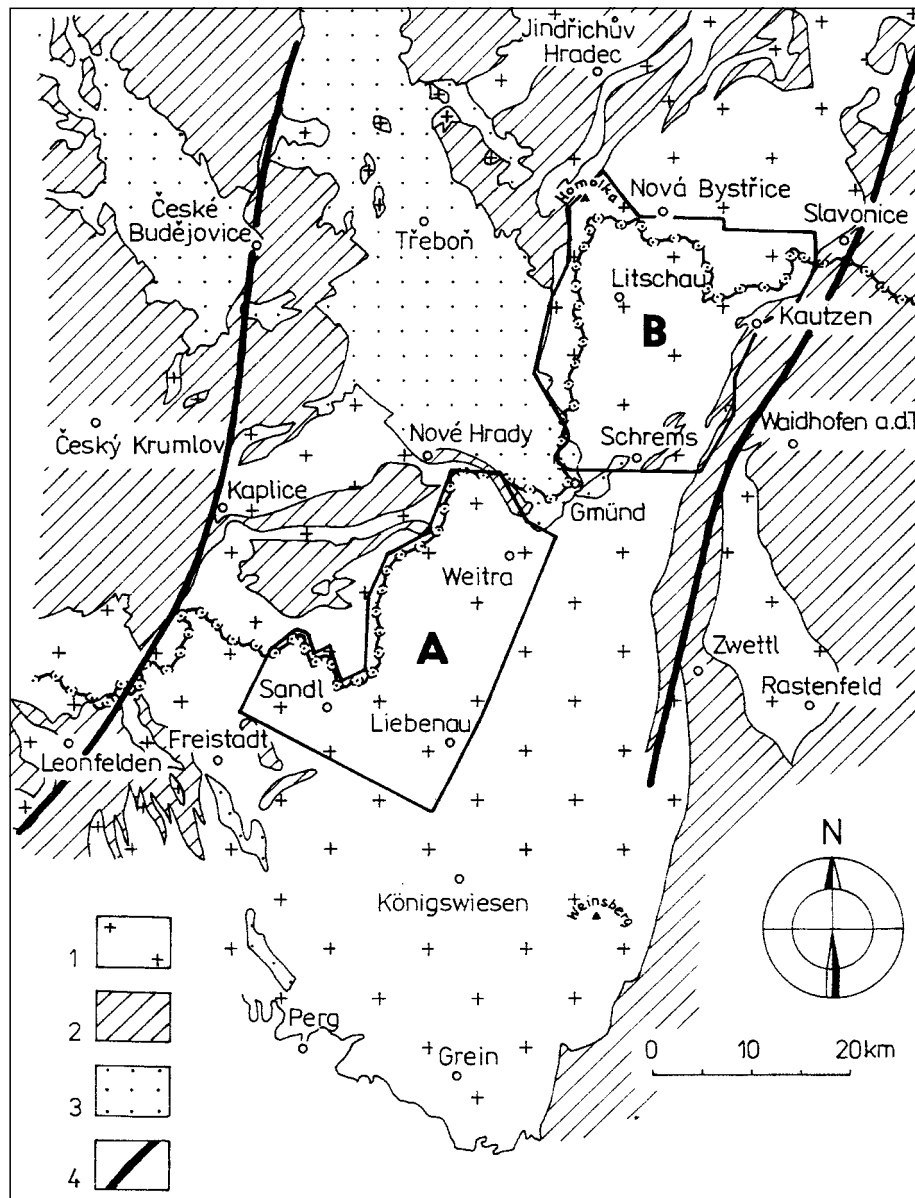 Jindřichův
Hradec
Homolka
Nová Bystřice
České
Budějovice
Třeboň
Slavonice
Litschau
B
Kautzen
Český Krumlov
Nové Hrady
Schrems
Waidhofen a.d.T
Kaplice
Gmünd
Weitra
A
Zwettl
Sandl
Rastenfeld
Liebenau
Freistadt
Leonfelden
N
Königswiesen
Weinsberg
1
2
Perg
Grein
0 10 20km
3
4